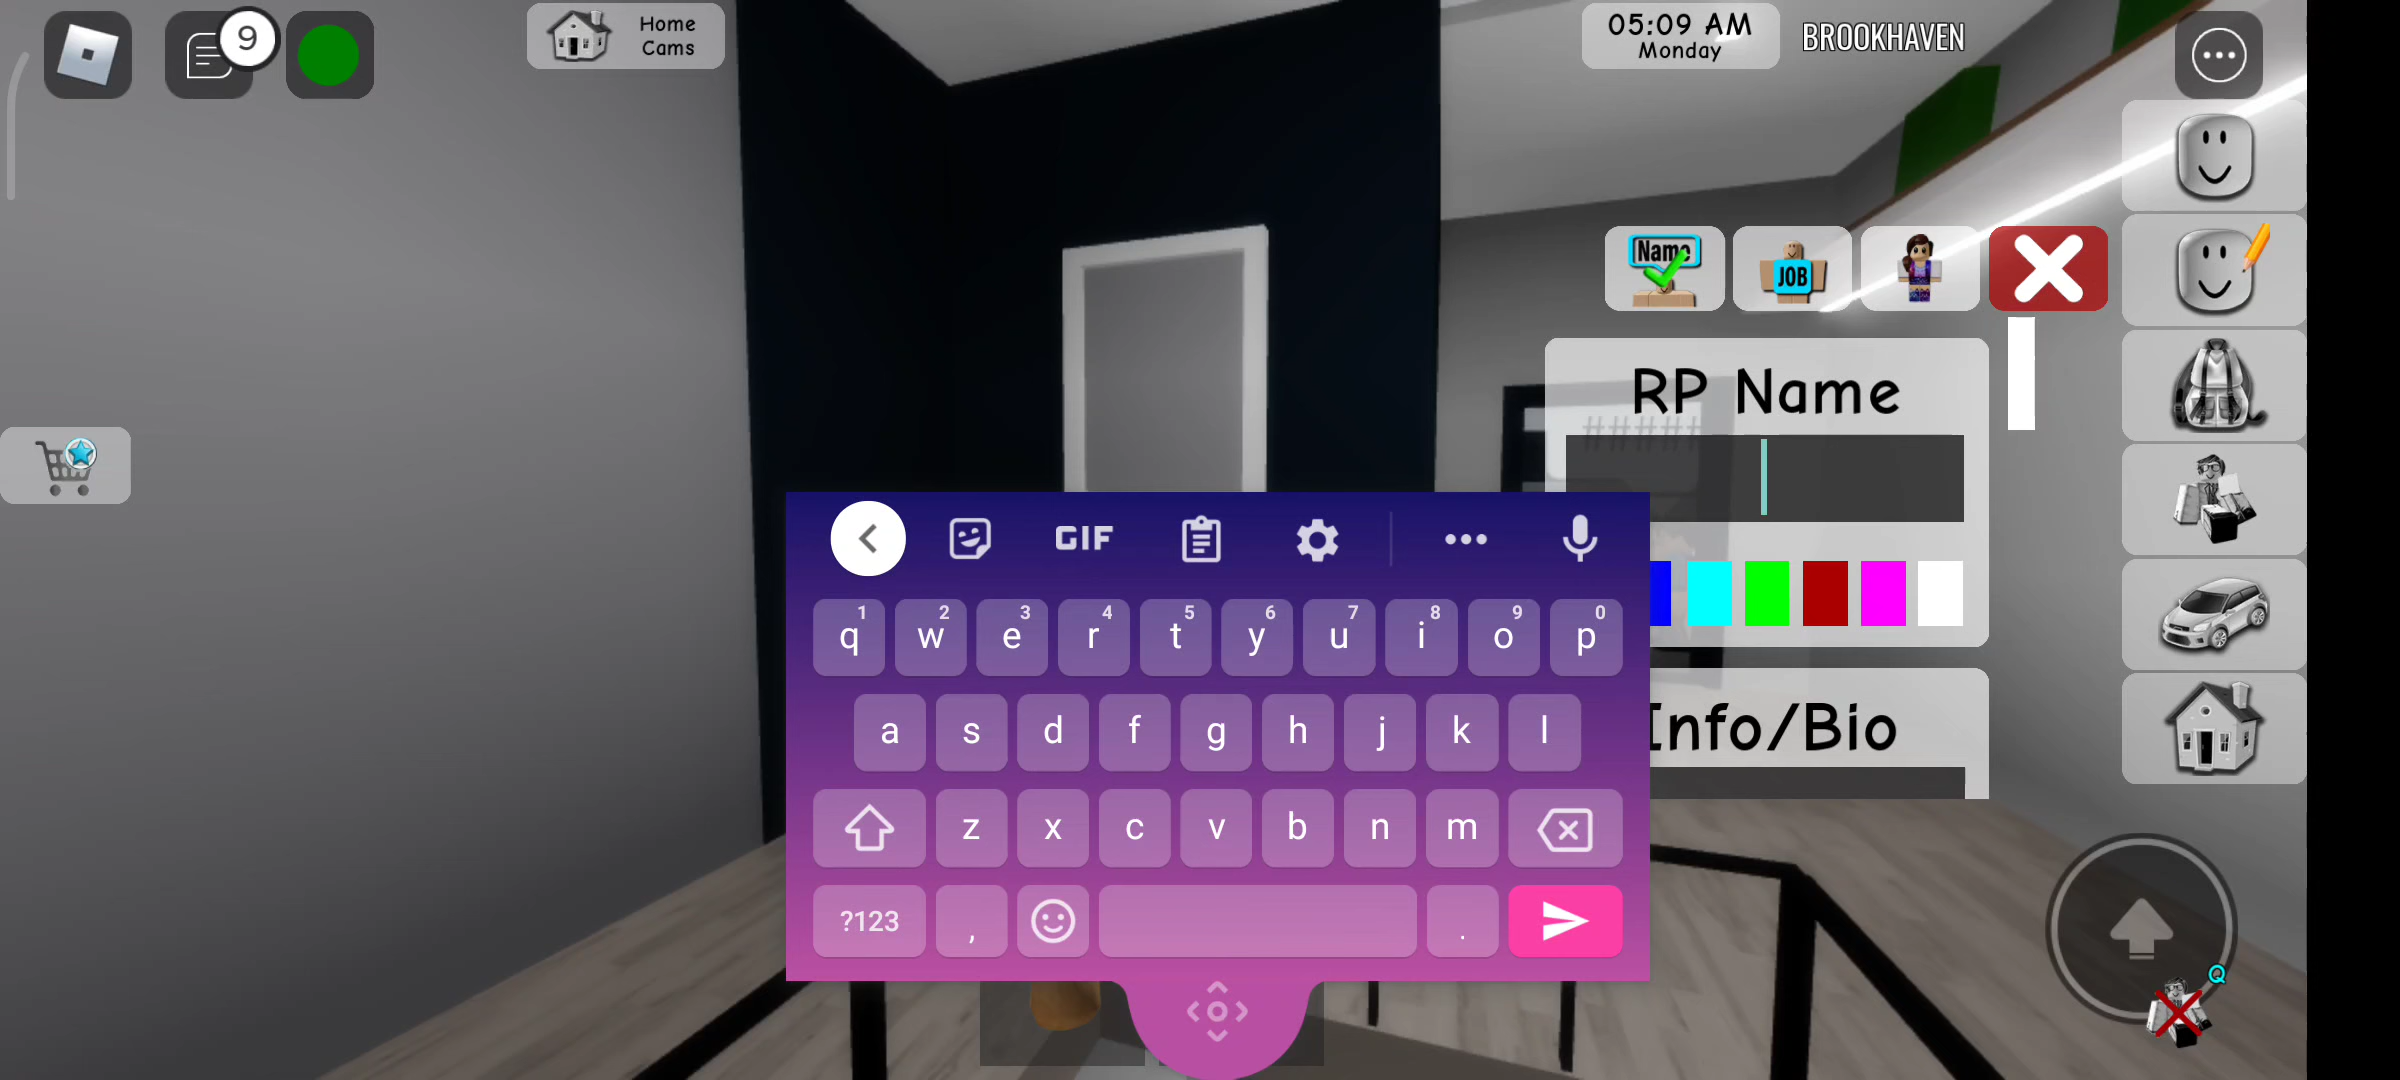 9
Home
Cams
05:09 AM
Monday
BROOKHAVEN
Name
JOB
RP Name
#####
GIF
1 2 3 4 5 6 7 8 9 0
q w e r t y u i o p
Info/Bio
a s d f g h j k l
z x c v b n m
?123 , .
Q